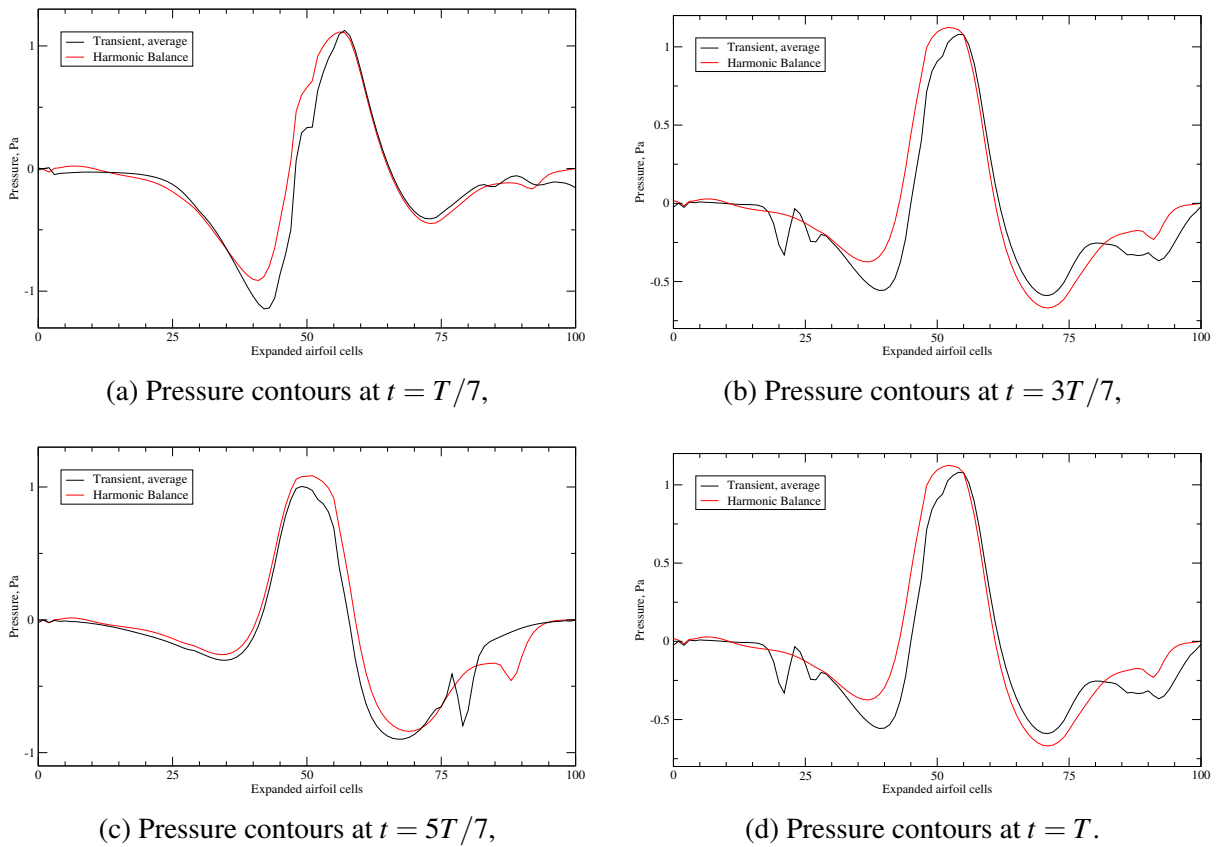 Transient, average
Harmonic Balance
Pressure, Pa
1
0
-1
0 25 50 75 100
Expanded airfoil cells
(a) Pressure contours at t = T/7,
Transient, average
Harmonic Balance
Pressure, Pa
1
0.5
0
-0.5
0 25 50 75 100
Expanded airfoil cells
(b) Pressure contours at t = 3T/7,
Transient, average
Harmonic Balance
Pressure, Pa
1
0
-1
0 25 50 75 100
Expanded airfoil cells
(c) Pressure contours at t = 5T/7,
Transient, average
Harmonic Balance
Pressure, Pa
1
0.5
0
-0.5
0 25 50 75 100
Expanded airfoil cells
(d) Pressure contours at t = T.